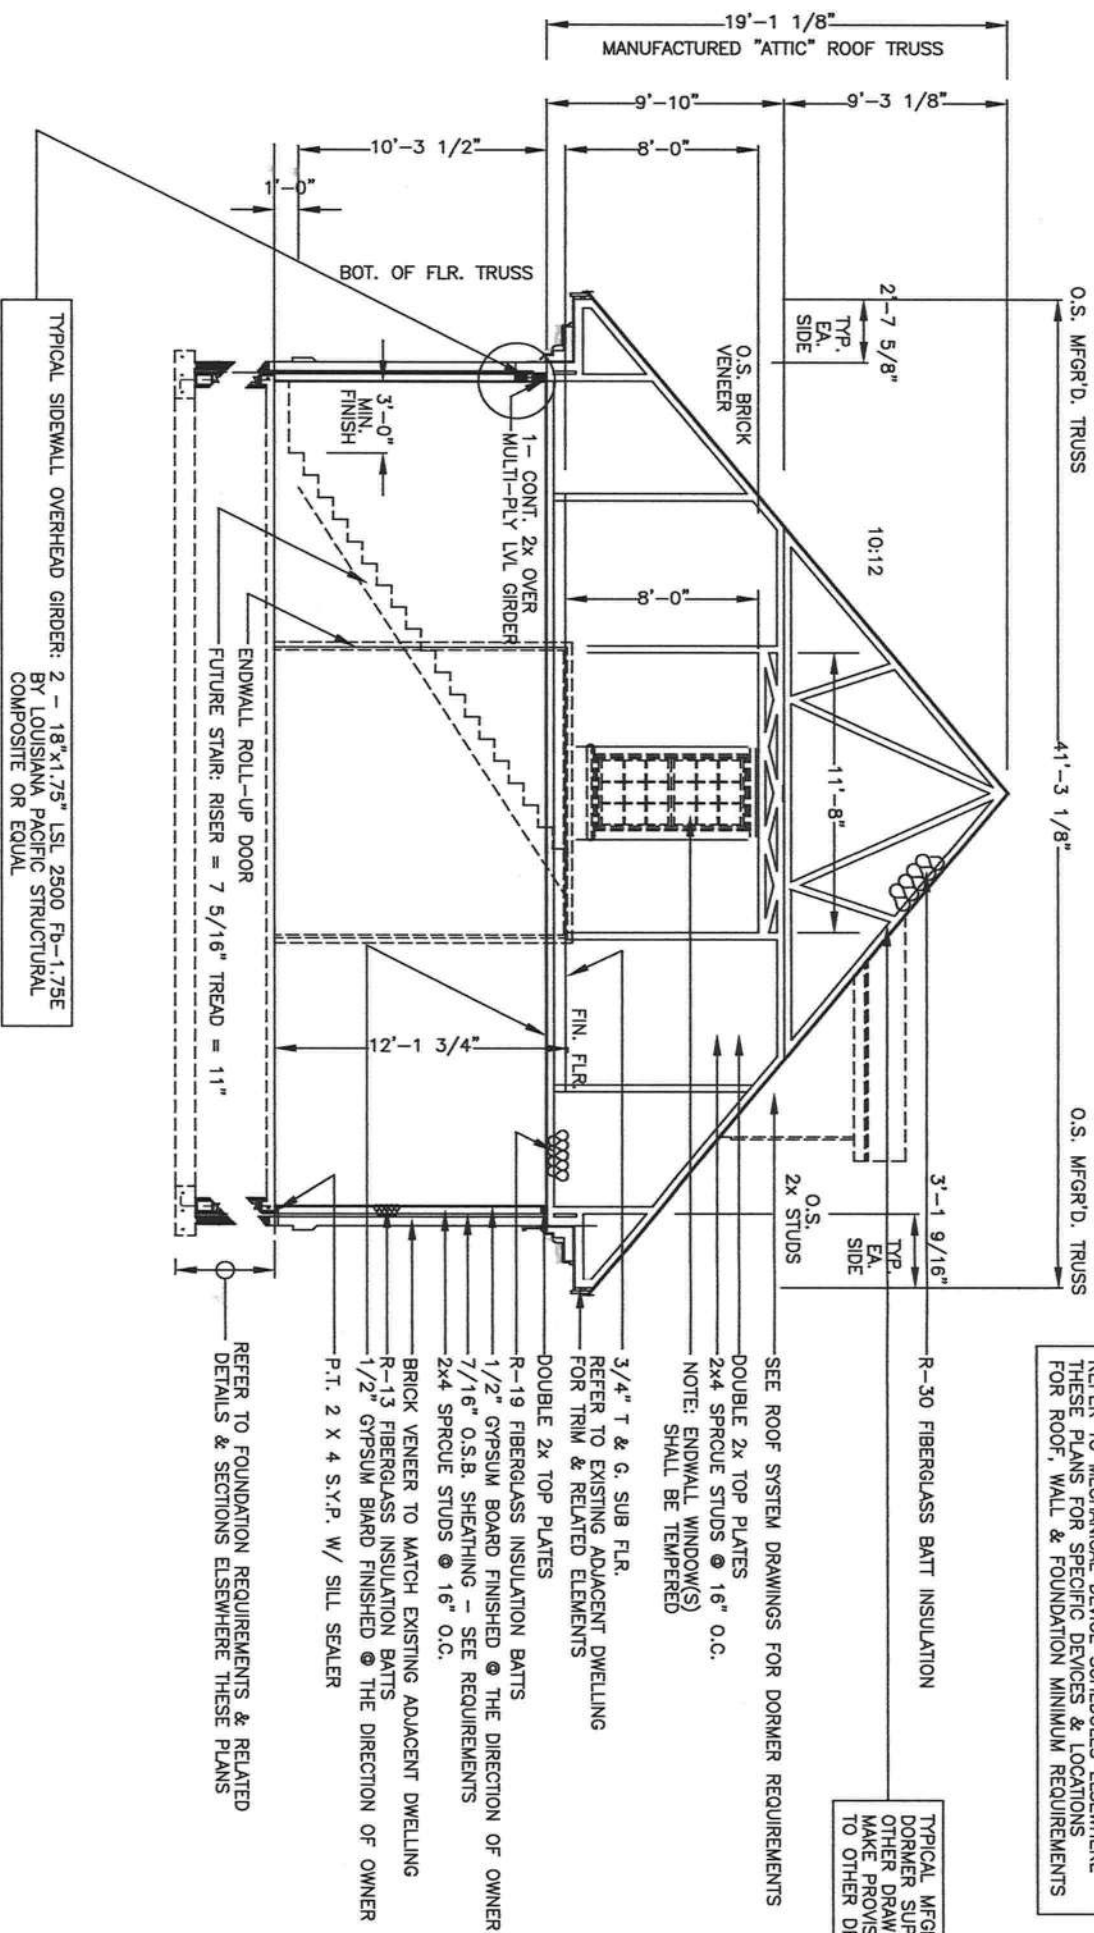 O.S. MFGR'D. TRUSS
41'-3 1/8"
O.S. MFGR'D. TRUSS
2'-7 5/8"
TYP.
EA.
SIDE
O.S. BRICK
VENEER
10:12
11'-8"
8'-0"
3'-1 9/16"
TYP.
EA.
SIDE
O.S.
2x STUDS
19'-1 1/8"
MANUFACTURED "ATTIC" ROOF TRUSS
9'-10"
9'-3 1/8"
8'-0"
10'-3 1/2"
1'-0"
BOT. OF FLR. TRUSS
3'-0"
MIN.
FINISH
1- CONT. 2x OVER
MULTI-PLY LVL GIRDER
FIN. FLR.
12'-1 3/4"
ENDWALL ROLL-UP DOOR
FUTURE STAIR: RISER = 7 5/16" TREAD = 11"
TYPICAL SIDEWALL OVERHEAD GIRDER: 2 - 18"x1.75" LSL 2500 Fb-1.75E
BY LOUISIANA PACIFIC STRUCTURAL
COMPOSITE OR EQUAL
THESE PLANS FOR SPECIFIC DEVICES & LOCATIONS
FOR ROOF, WALL & FOUNDATION MINIMUM REQUIREMENTS
R-30 FIBERGLASS BATT INSULATION
TYPICAL MFG
DORMER SUP
OTHER DRAW
MAKE PROVIS
TO OTHER
SEE ROOF SYSTEM DRAWINGS FOR DORMER REQUIREMENTS
DOUBLE 2x TOP PLATES
2x4 SPRCUE STUDS @ 16" O.C.
NOTE: ENDWALL WINDOW(S)
SHALL BE TEMPERED
3/4" T & G. SUB FLR.
REFER TO EXISTING ADJACENT DWELLING
FOR TRIM & RELATED ELEMENTS
DOUBLE 2x TOP PLATES
R-19 FIBERGLASS INSULATION BATTS
1/2" GYPSUM BOARD FINISHED @ THE DIRECTION OF OWNER
7/16" O.S.B. SHEATHING - SEE REQUIREMENTS
2x4 SPRCUE STUDS @ 16" O.C.
BRICK VENEER TO MATCH EXISTING ADJACENT DWELLING
R-13 FIBERGLASS INSULATION BATTS
1/2" GYPSUM BIARD FINISHED @ THE DIRECTION OF OWNER
P.T. 2 X 4 S.Y.P. W/ SILL SEALER
REFER TO FOUNDATION REQUIREMENTS & RELATED
DETAILS & SECTIONS ELSEWHERE THESE PLANS